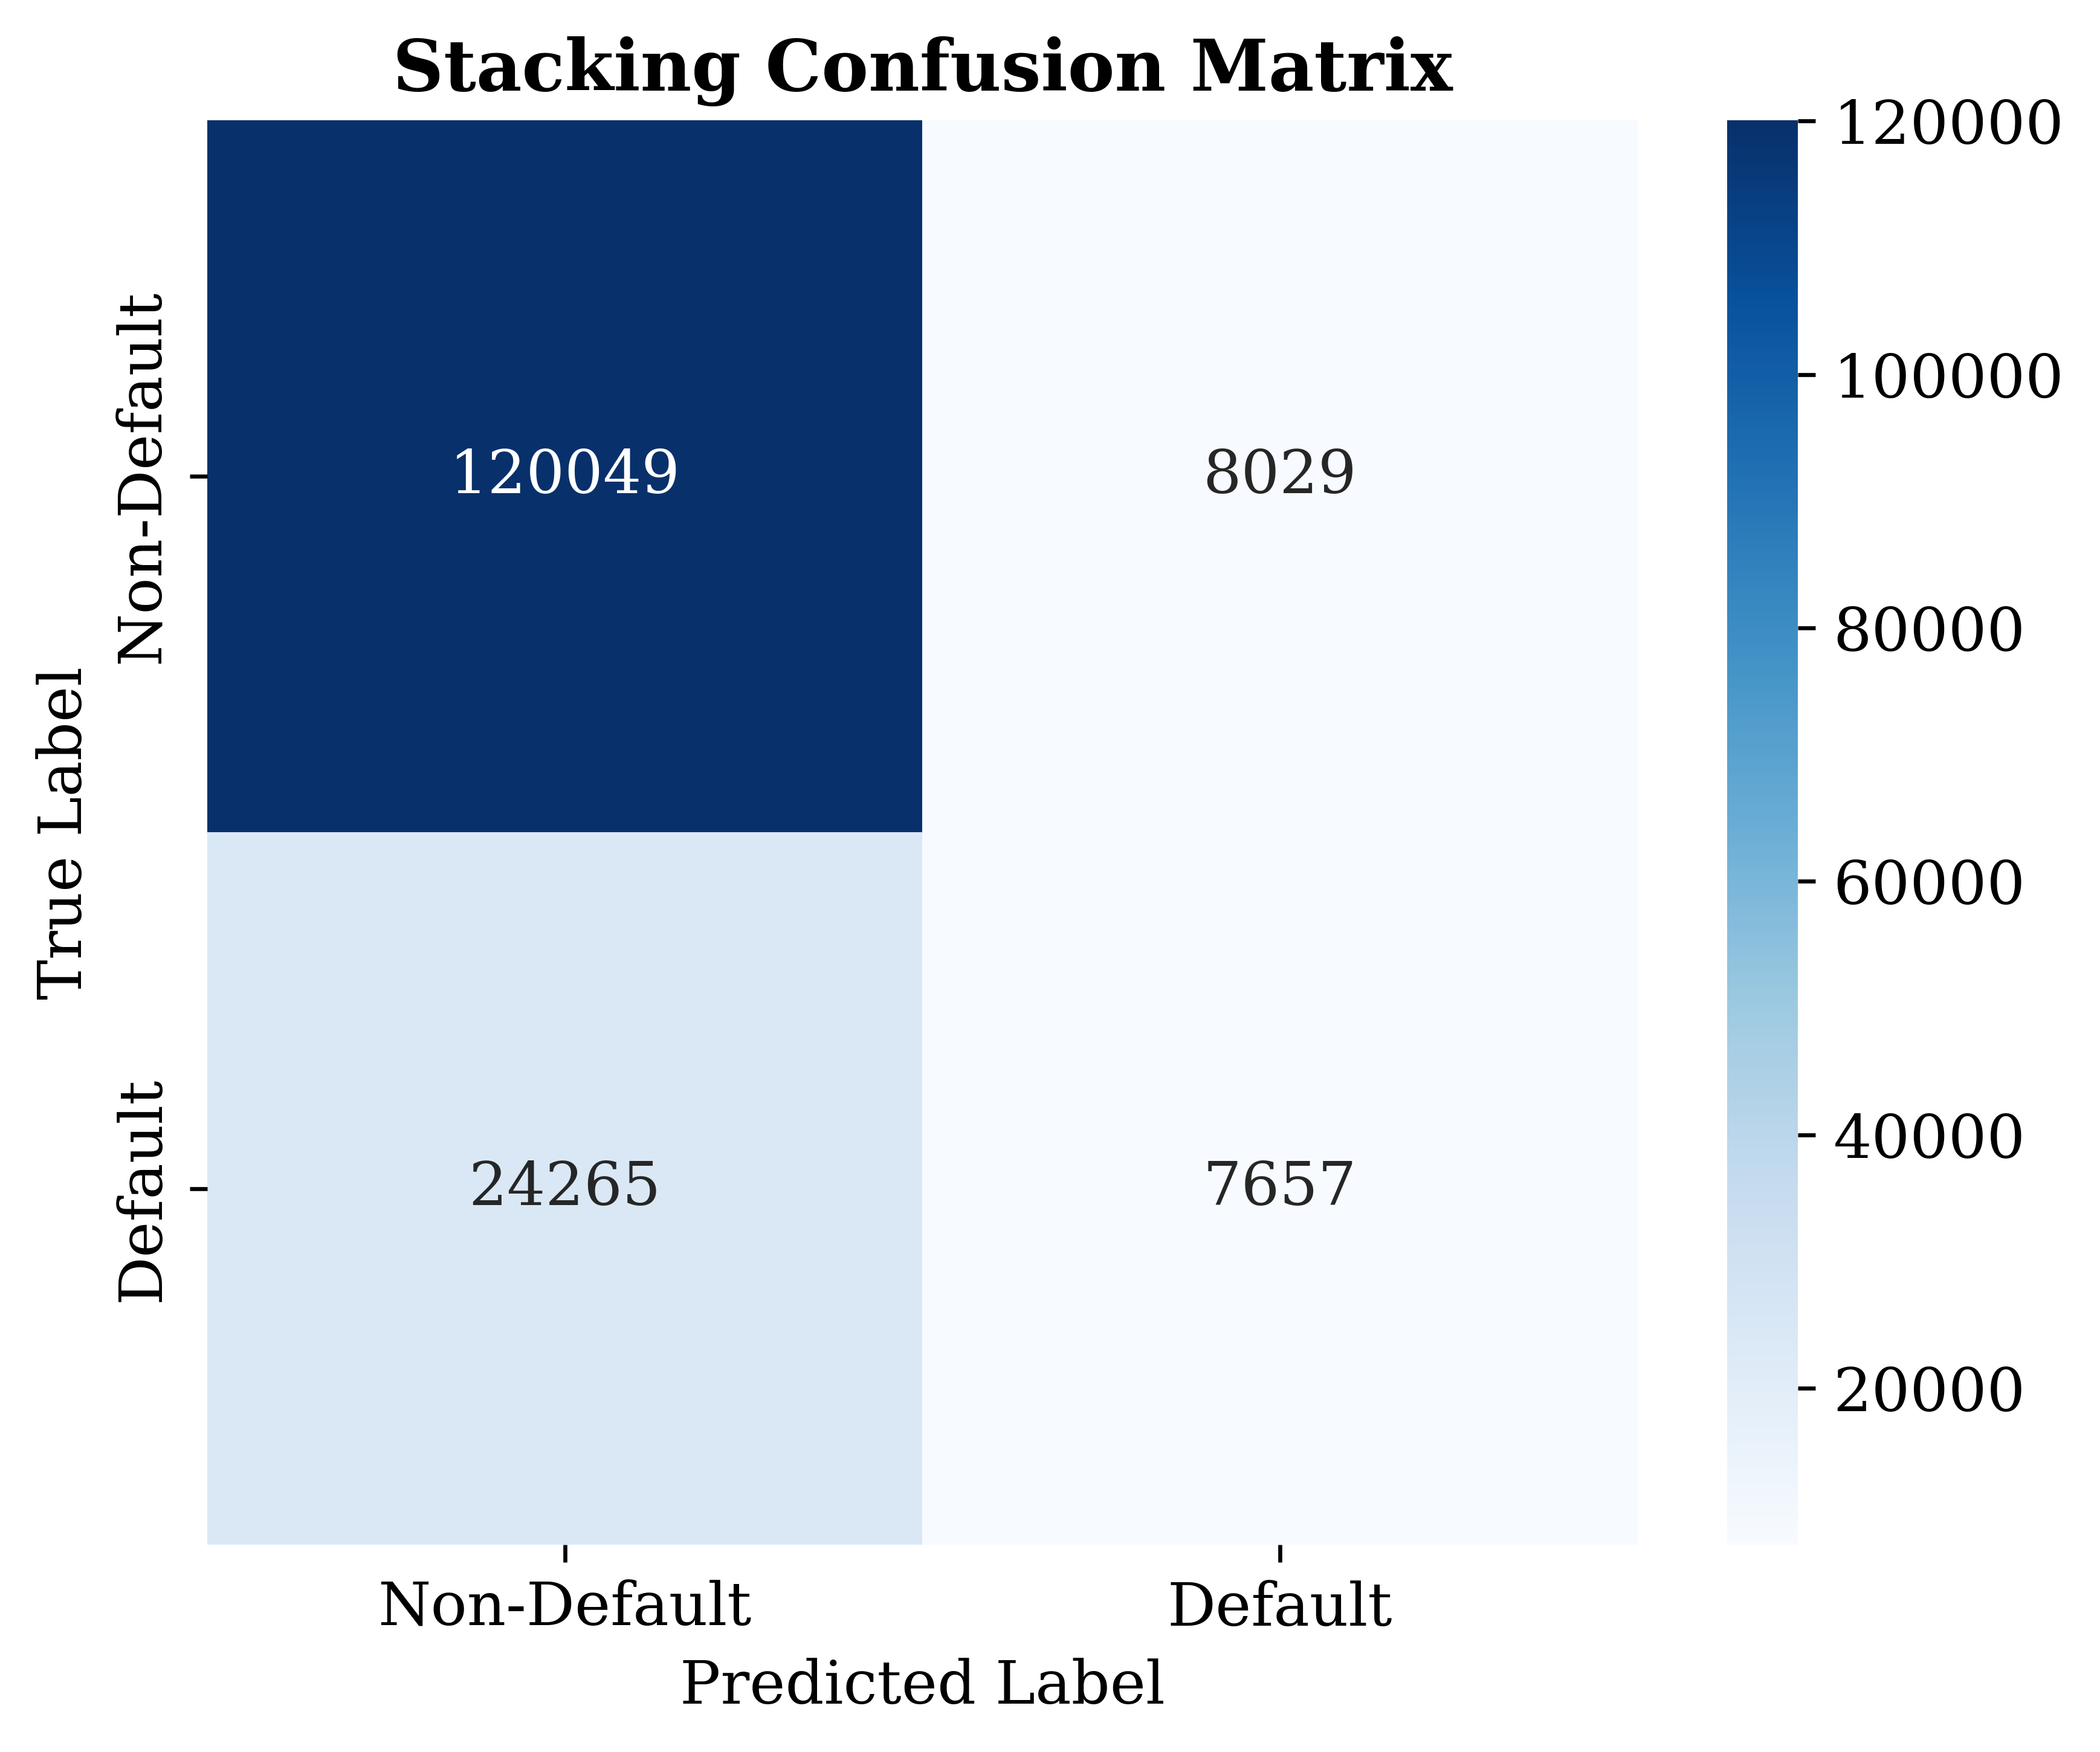 Stacking Confusion Matrix
True Label
Non-Default
Default
120049
8029
24265
7657
Non-Default
Default
Predicted Label
120000
100000
80000
60000
40000
20000